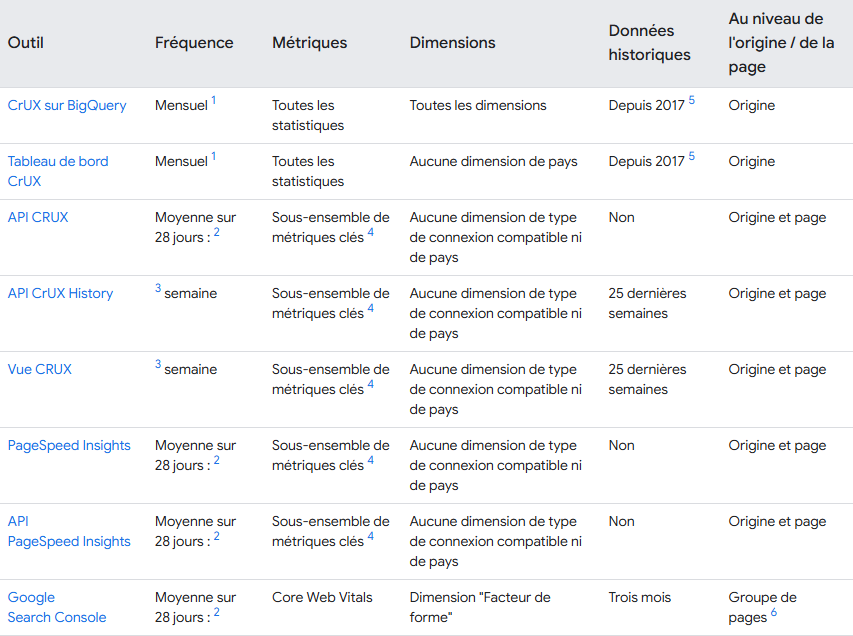 Outil
Fréquence
Métriques
Dimensions
Données
historiques
Au niveau de
l'origine / de la
page
CrUX sur BigQuery
Mensuel 1
Toutes les
statistiques
Toutes les dimensions
Depuis 2017 5
Origine
Tableau de bord
CrUX
Mensuel 1
Toutes les
statistiques
Aucune dimension de pays
Depuis 2017 5
Origine
API CRUX
Moyenne sur
28 jours : 2
Sous-ensemble de
métriques clés 4
Aucune dimension de type
de connexion compatible ni
de pays
Non
Origine et page
API CrUX History
3 semaine
Sous-ensemble de
métriques clés 4
Aucune dimension de type
de connexion compatible ni
de pays
25 dernières
semaines
Origine et page
Vue CRUX
3 semaine
Sous-ensemble de
métriques clés 4
Aucune dimension de type
de connexion compatible ni
de pays
25 dernières
semaines
Origine et page
PageSpeed Insights
Moyenne sur
28 jours : 2
Sous-ensemble de
métriques clés 4
Aucune dimension de type
de connexion compatible ni
de pays
Non
Origine et page
API
PageSpeed Insights
Moyenne sur
28 jours : 2
Sous-ensemble de
métriques clés 4
Aucune dimension de type
de connexion compatible ni
de pays
Non
Origine et page
Google
Search Console
Moyenne sur
28 jours : 2
Core Web Vitals
Dimension "Facteur de
forme"
Trois mois
Groupe de
pages 6